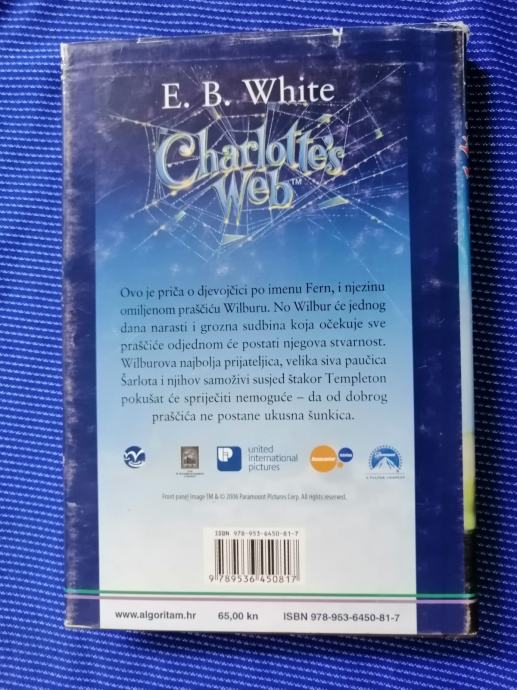 E. B. White
Charlotte's
Web™
Ovo je priča o djevojčici po imenu Fern, i njezinu
omiljenom praščiću Wilburu. No Wilbur će jednog
dana narasti i grozna sudbina koja očekuje sve
praščiće odjednom će postati njegova stvarnost.
Wilburova najbolja prijateljica, velika siva paučica
Šarlota i njihov samoživi susjed štakor Templeton
pokušat će spriječiti nemoguće – da od dobrog
praščića ne postane ukusna šunkica.
united
international
pictures
Front panel Image TM & © 2006 Paramount Pictures Corp. All rights reserved.
ISBN 978-953-6450-81-7
9 789536 450817
www.algoritam.hr 65,00 kn ISBN 978-953-6450-81-7